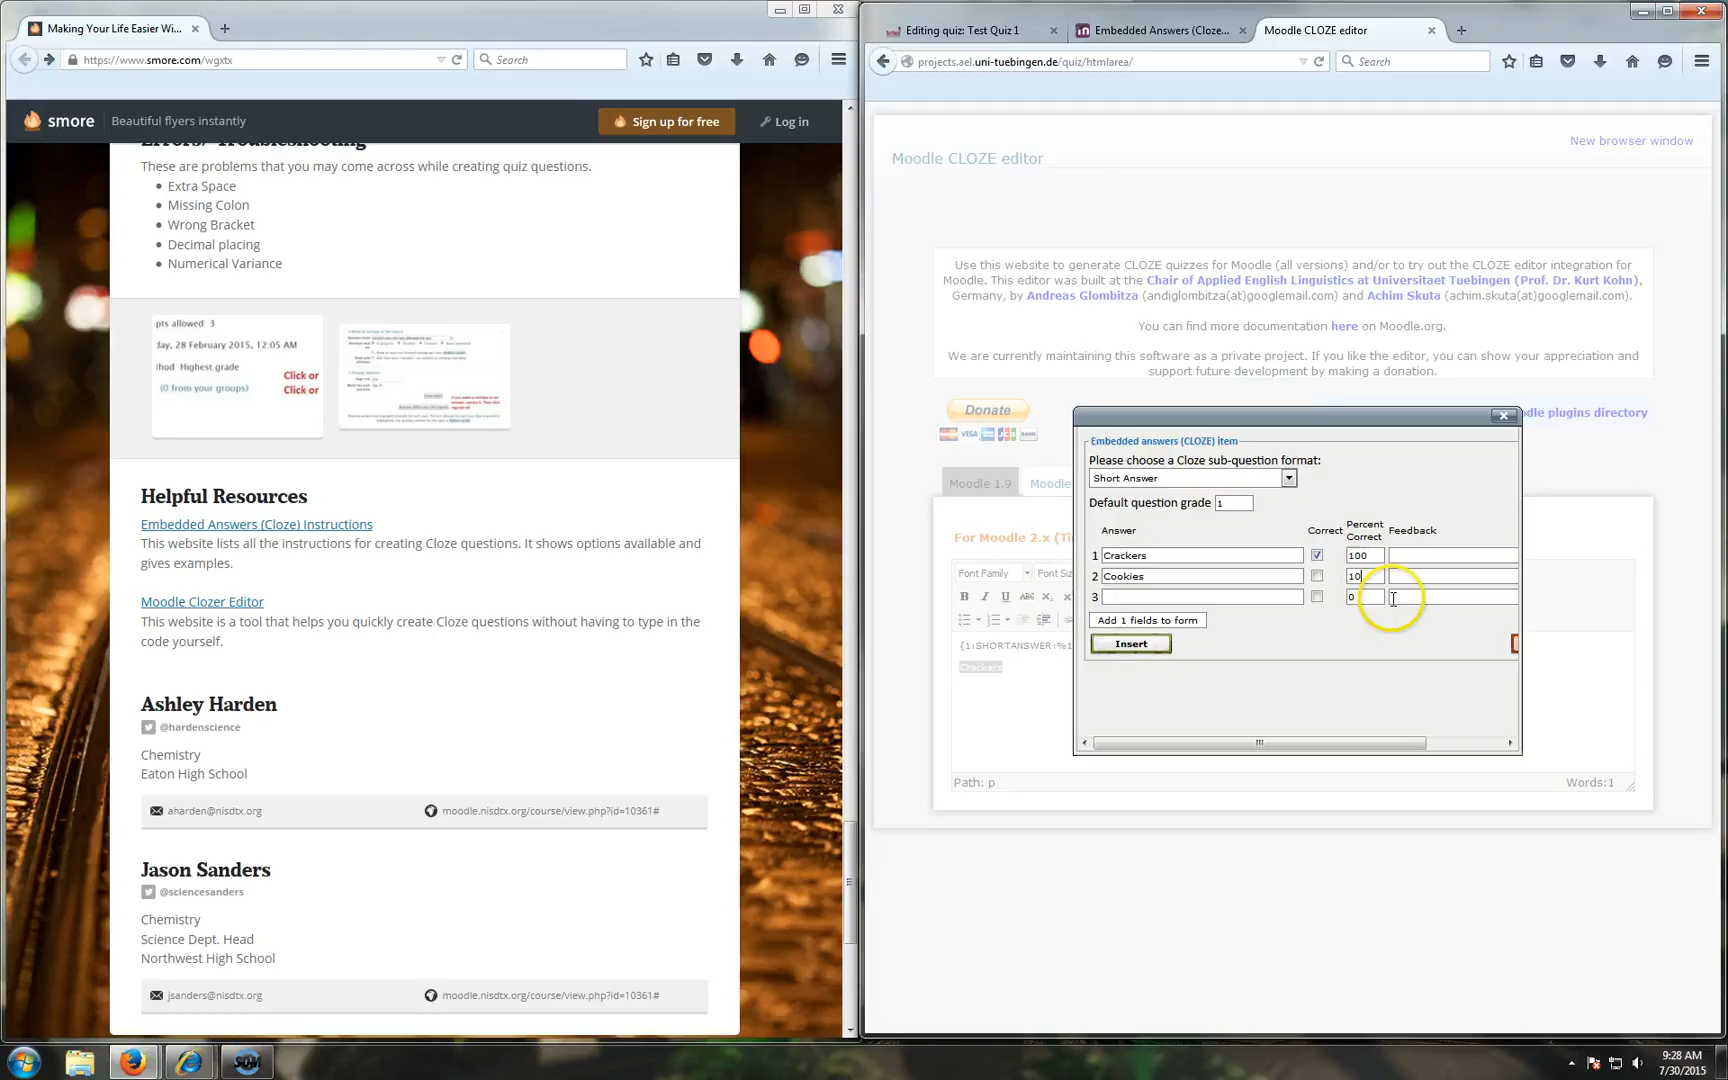 Making Your Life Easier Wi...
https://www.smore.com/wgxtx
Search
smore
Beautiful flyers instantly
Sign up for free
Log in
Errors/ Troubleshooting
These are problems that you may come across while creating quiz questions.
Extra Space
Missing Colon
Wrong Bracket
Decimal placing
Numerical Variance
pts allowed: 3
day, 28 February 2015, 12:05 AM
thod: Highest grade
Click or
(0 from your groups)
Click or
Helpful Resources
Embedded Answers (Cloze) Instructions
This website lists all the instructions for creating Cloze questions. It shows options available and
gives examples.
Moodle Clozer Editor
This website is a tool that helps you quickly create Cloze questions without having to type in the
code yourself.
Ashley Harden
@hardenscience
Chemistry
Eaton High School
aharden@nisdtx.org
moodle.nisdtx.org/course/view.php?id=10361#
Jason Sanders
@sciencesanders
Chemistry
Science Dept. Head
Northwest High School
jsanders@nisdtx.org
moodle.nisdtx.org/course/view.php?id=10361#
Editing quiz: Test Quiz 1
Embedded Answers (Cloze...
Moodle CLOZE editor
projects.ael.uni-tuebingen.de/quiz/htmlarea/
Search
New browser window
Moodle CLOZE editor
Use this website to generate CLOZE quizzes for Moodle (all versions) and/or to try out the CLOZE editor integration for
Moodle. This editor was built at the Chair of Applied English Linguistics at Universitaet Tuebingen (Prof. Dr. Kurt Kohn),
Germany, by Andreas Glombitza (andiglombitza(at)googlemail.com) and Achim Skuta (achim.skuta(at)googlemail.com).
You can find more documentation here on Moodle.org.
We are currently maintaining this software as a private project. If you like the editor, you can show your appreciation and
support future development by making a donation.
Donate
VISA
BANK
odle plugins directory
Moodle 1.9
Moodle
For Moodle 2.x (Ti
Font Family
Font Siz
B I U ABC
{1:SHORTANSWER:%1
Crackers
Path: p
Words:1
Embedded answers (CLOZE) item
Please choose a Cloze sub-question format:
Short Answer
Default question grade 1
Answer
Correct
Percent Correct
Feedback
1 Crackers 100
2 Cookies 10
3 0
Add 1 fields to form
Insert
SOM
9:28 AM
7/30/2015